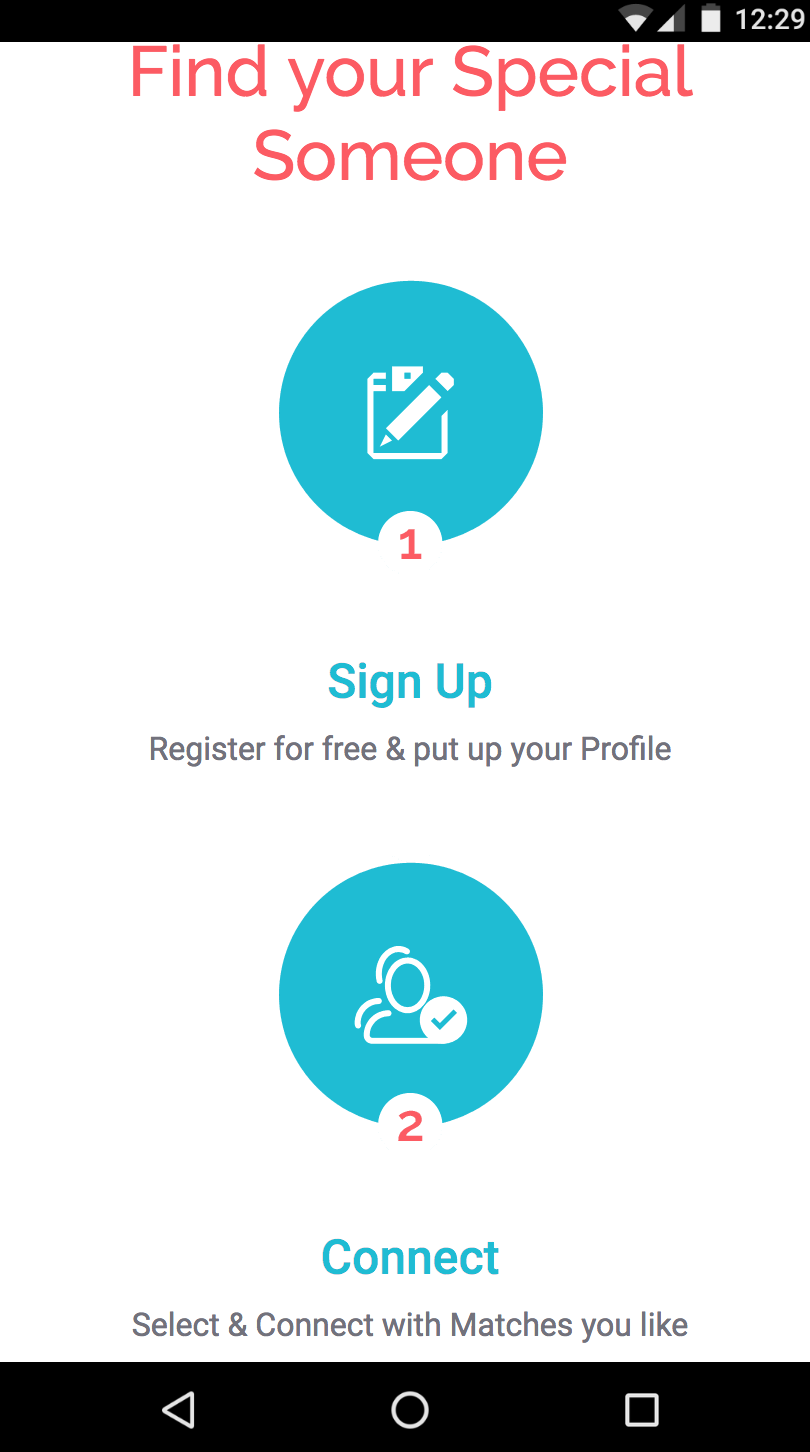 12:29
Find your Special
Someone
1
Sign Up
Register for free & put up your Profile
2
Connect
Select & Connect with Matches you like